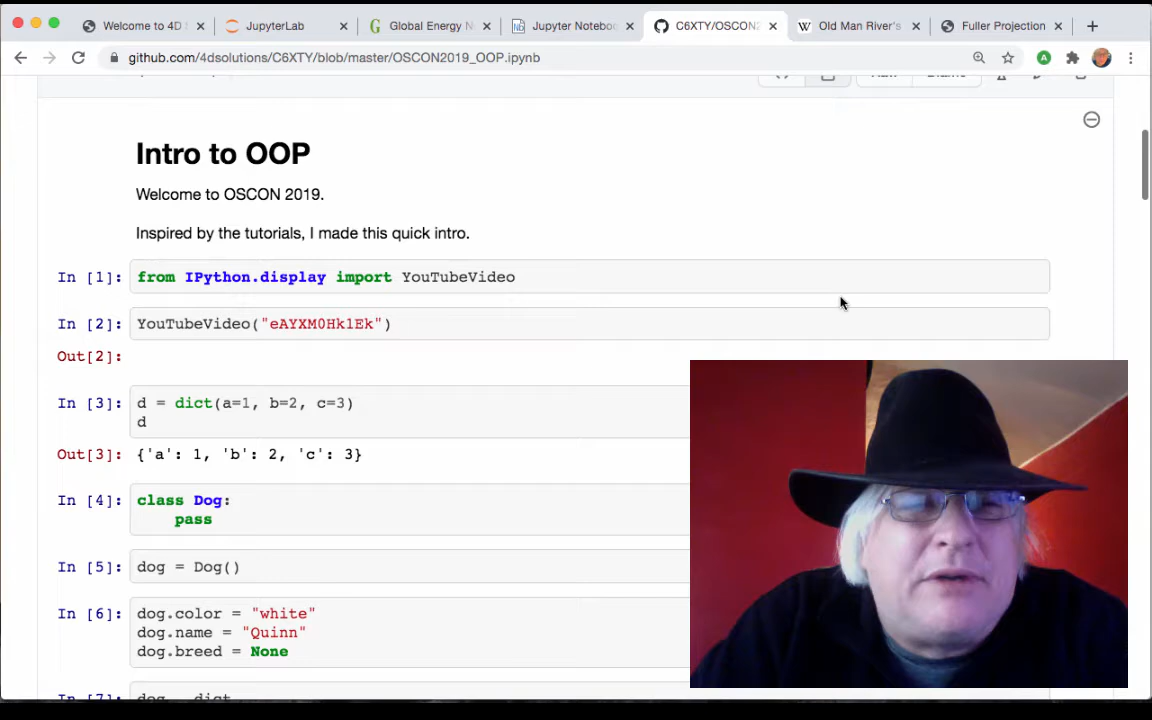 Welcome to 4D S
JupyterLab
Global Energy N
Jupyter Noteboo
C6XTY/OSCON2
Old Man River's
Fuller Projection
github.com/4dsolutions/C6XTY/blob/master/OSCON2019_OOP.ipynb
A
Intro to OOP
Welcome to OSCON 2019.
Inspired by the tutorials, I made this quick intro.
In [1]: from IPython.display import YouTubeVideo
In [2]: YouTubeVideo("eAYXM0Hk1Ek")
Out[2]:
In [3]: d = dict(a=1, b=2, c=3)
d
Out[3]: {'a': 1, 'b': 2, 'c': 3}
In [4]: class Dog:
pass
In [5]: dog = Dog()
In [6]: dog.color = "white"
dog.name = "Quinn"
dog.breed = None